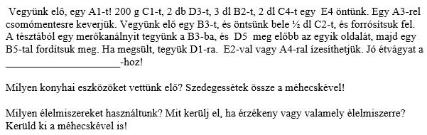 Vegyünk elő, egy A1-t! 200 g C1-t, 2 db D3-t, 3 dl B2-t, 2 dl C4-t egy  E4 öntünk. Egy A3-rel
csomómentesre keverjük. Vegyünk elő egy B3-t, és öntsünk bele ½ dl C2-t, és forrósítsuk fel.
A tésztából egy merőkanálnyit tegyünk a B3-ba, és  D5  meg előbb az egyik oldalát, majd egy
B5-tal fordítsuk meg. Ha megsült, tegyük D1-ra.  E2-val vagy A4-ral ízesíthetjük. Jó étvágyat a
____________________-hoz!
Milyen konyhai eszközöket vettünk elő? Szedegessétek össze a méhecskével!
Milyen élelmiszereket használtunk? Mit kerülj el, ha érzékeny vagy valamely élelmiszerre?
Kerüld ki a méhecskével is!